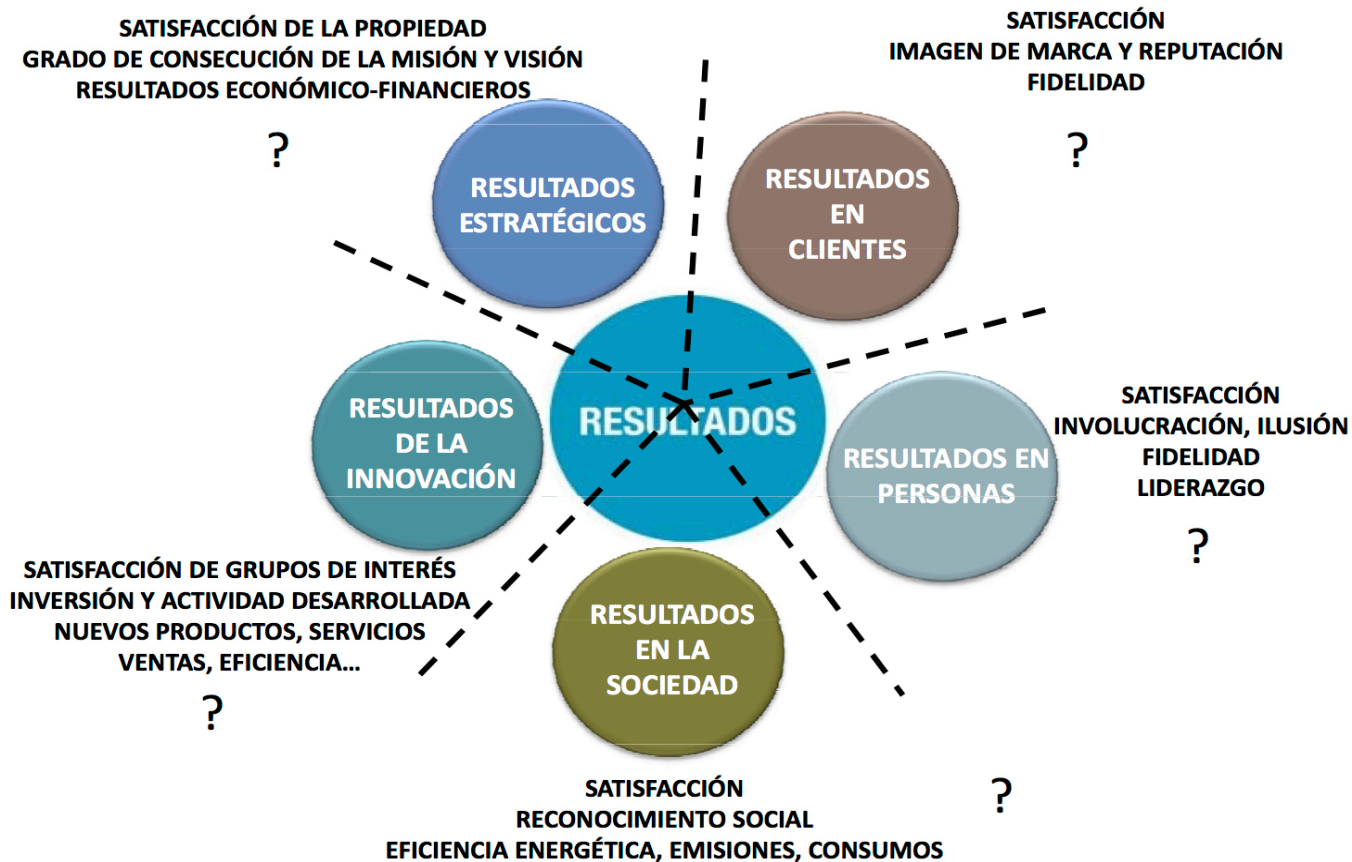 SATISFACCIÓN DE LA PROPIEDAD
GRADO DE CONSECUCIÓN DE LA MISIÓN Y VISIÓN
RESULTADOS ECONÓMICO-FINANCIEROS
?
RESULTADOS
ESTRATÉGICOS
SATISFACCIÓN
IMAGEN DE MARCA Y REPUTACIÓN
FIDELIDAD
?
RESULTADOS
EN
CLIENTES
RESULTADOS
DE LA
INNOVACIÓN
RESULTADOS
RESULTADOS EN
PERSONAS
SATISFACCIÓN
INVOLUCRACIÓN, ILUSIÓN
FIDELIDAD
LIDERAZGO
?
SATISFACCIÓN DE GRUPOS DE INTERÉS
INVERSIÓN Y ACTIVIDAD DESARROLLADA
NUEVOS PRODUCTOS, SERVICIOS
VENTAS, EFICIENCIA...
?
RESULTADOS
EN LA
SOCIEDAD
SATISFACCIÓN
RECONOCIMIENTO SOCIAL
EFICIENCIA ENERGÉTICA, EMISIONES, CONSUMOS
?